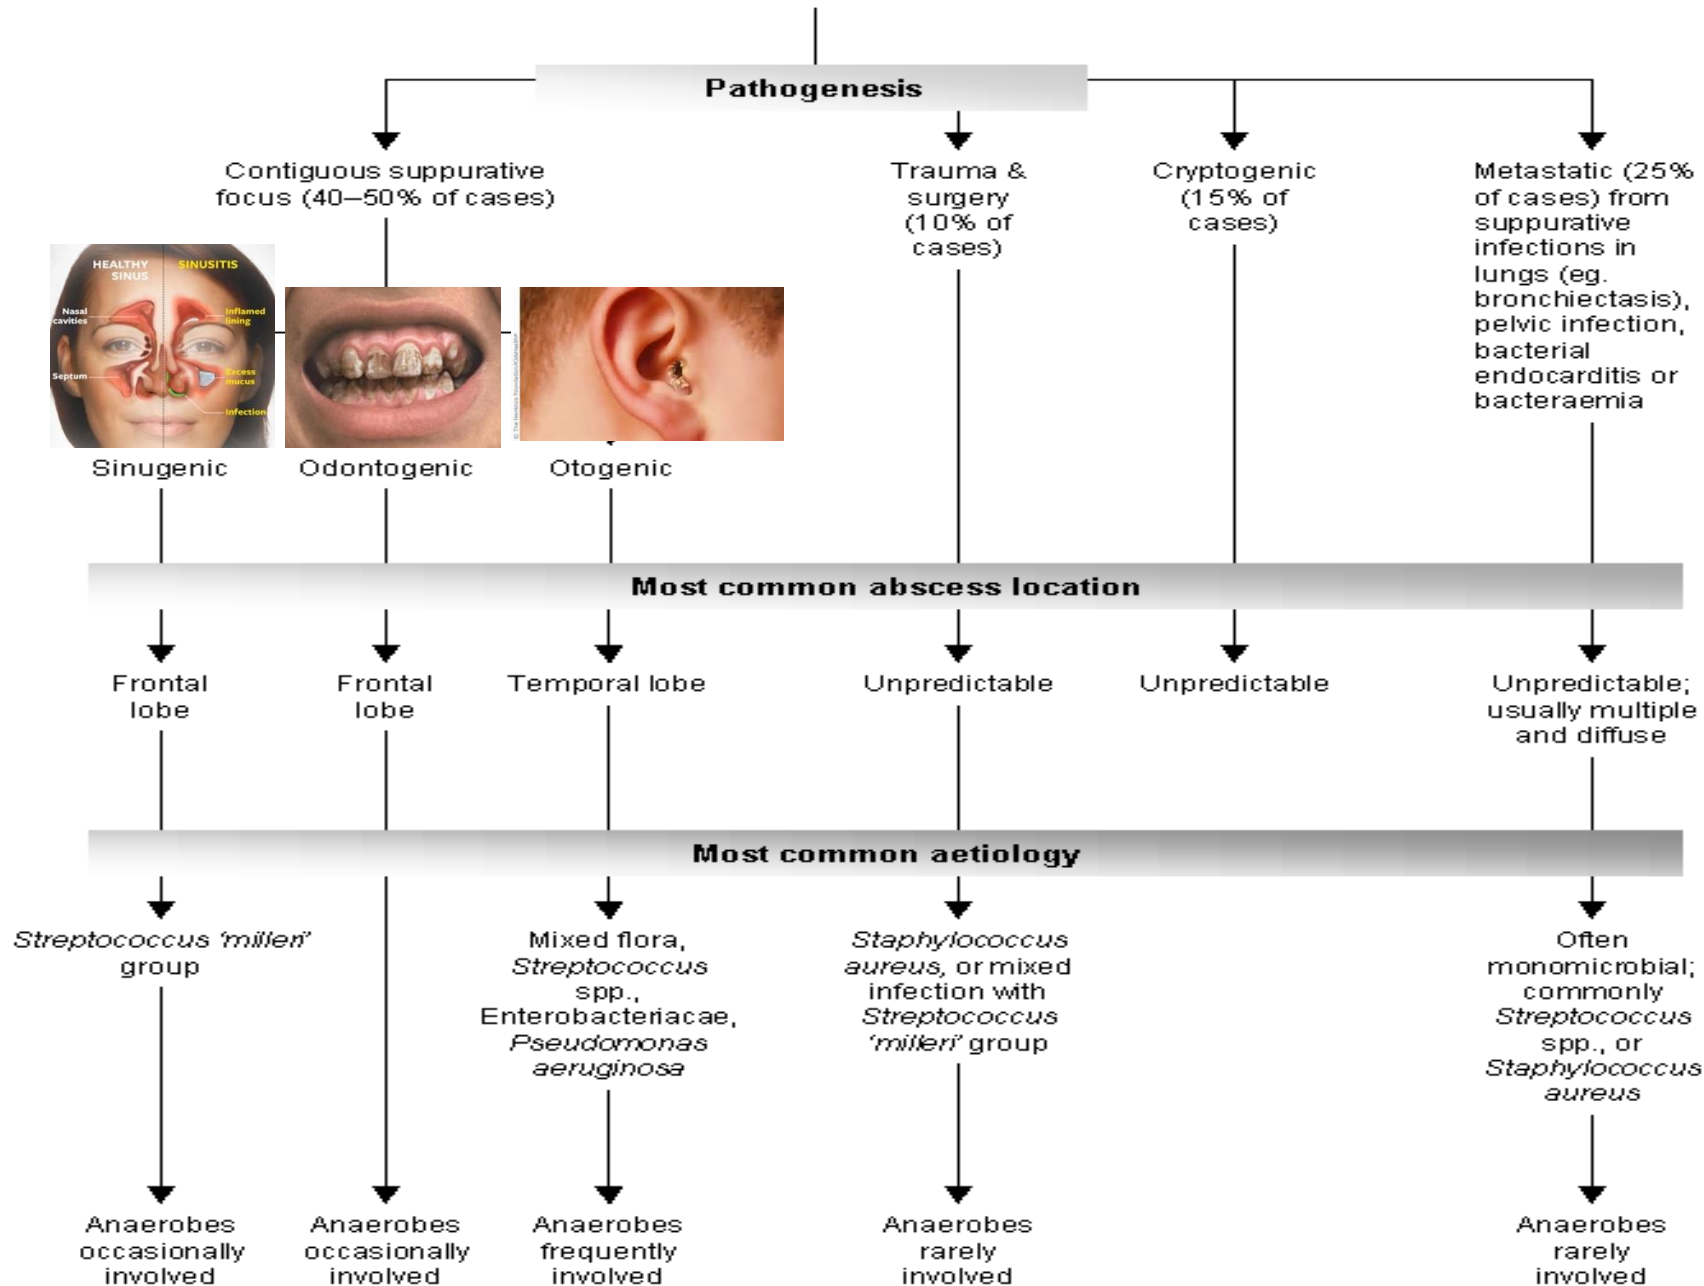 Pathogenesis
Contiguous suppurative
focus (40–50% of cases)
Trauma &
surgery
(10% of
cases)
Cryptogenic
(15% of
cases)
Metastatic (25%
of cases) from
suppurative
infections in
lungs (eg.
bronchiectasis),
pelvic infection,
bacterial
endocarditis or
bacteraemia
HEALTHY
SINUS
SINUSITIS
Nasal
cavities
Inflamed
lining
Septum
Excess
mucus
Infection
Sinugenic
Odontogenic
Otogenic
Most common abscess location
Frontal
lobe
Frontal
lobe
Temporal lobe
Unpredictable
Unpredictable
Unpredictable;
usually multiple
and diffuse
Most common aetiology
Streptococcus 'milleri'
group
Mixed flora,
Streptococcus
spp.,
Enterobacteriacae,
Pseudomonas
aeruginosa
Staphylococcus
aureus, or mixed
infection with
Streptococcus
'milleri' group
Often
monomicrobial;
commonly
Streptococcus
spp., or
Staphylococcus
aureus
Anaerobes
occasionally
involved
Anaerobes
occasionally
involved
Anaerobes
frequently
involved
Anaerobes
rarely
involved
Anaerobes
rarely
involved